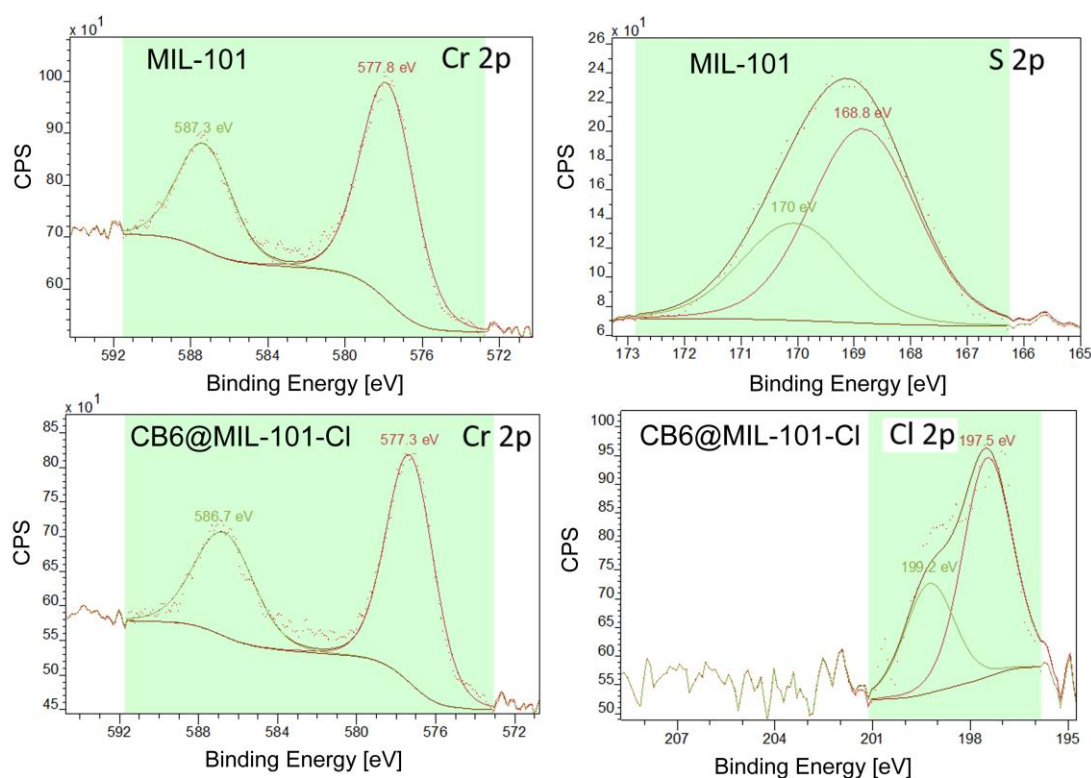 x 10¹
MIL-101
Cr 2p
577.8 eV
587.3 eV
100
90
80
70
60
CPS
592
588
584
580
576
572
Binding Energy [eV]
x 10¹
MIL-101
S 2p
168.8 eV
170 eV
26
24
22
20
18
16
14
12
10
8
6
CPS
173
172
171
170
169
168
167
166
165
Binding Energy [eV]
x 10¹
CB6@MIL-101-Cl
Cr 2p
577.3 eV
586.7 eV
85
80
75
70
65
60
55
50
45
CPS
592
588
584
580
576
572
Binding Energy [eV]
CB6@MIL-101-Cl
Cl 2p
197.5 eV
199.2 eV
100
95
90
85
80
75
70
65
60
55
50
CPS
207
204
201
198
195
Binding Energy [eV]